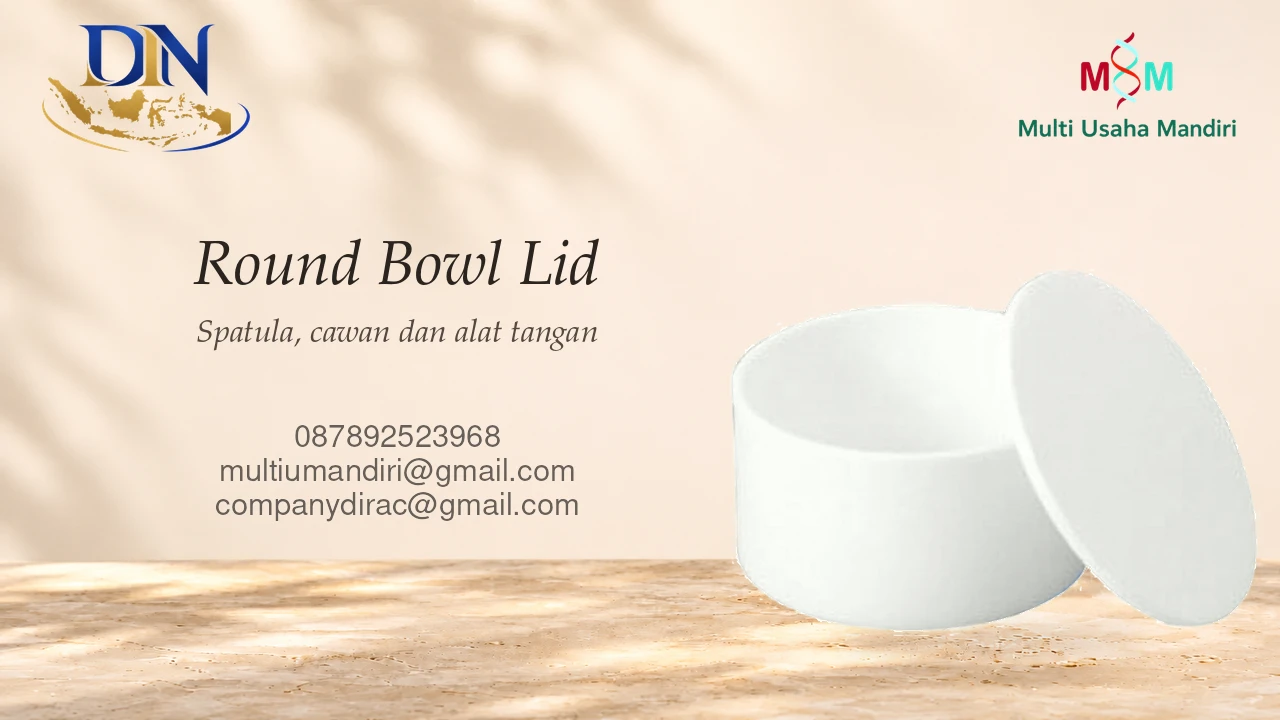 DN
M M
Multi Usaha Mandiri
Round Bowl Lid
Spatula, cawan dan alat tangan
087892523968
multiumandiri@gmail.com
companydirac@gmail.com